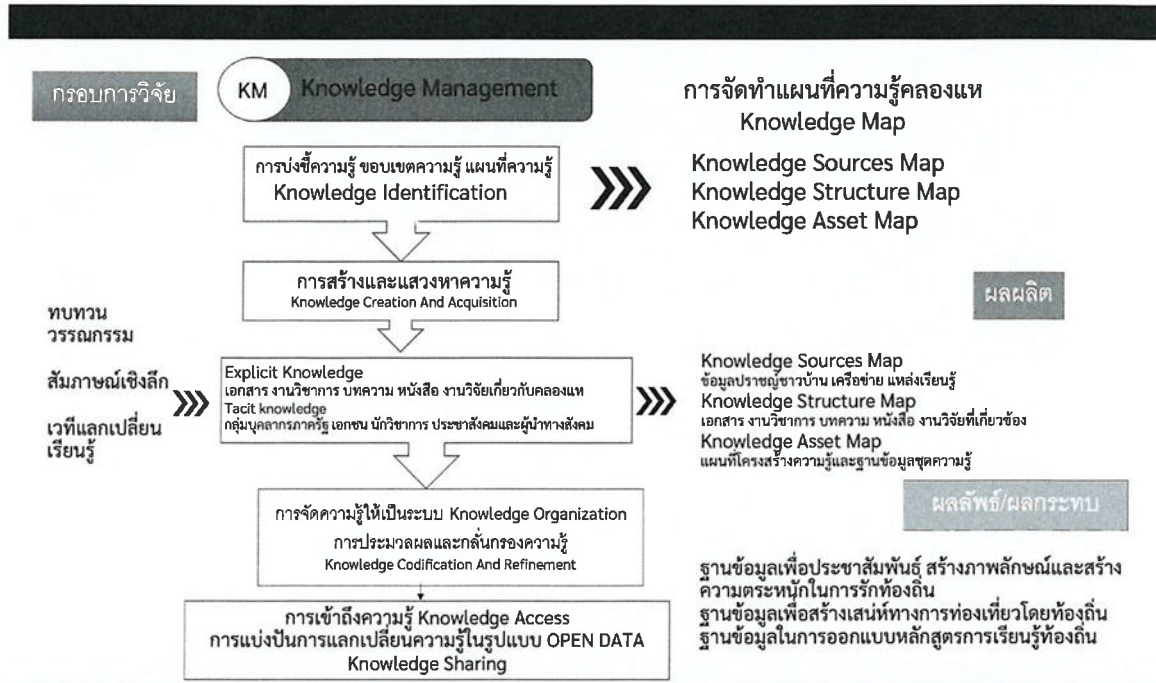 กรอบการวิจัย
KM Knowledge Management
การจัดทำแผนที่ความรู้คลองแห
Knowledge Map
การบ่งชี้ความรู้ ขอบเขตความรู้ แผนที่ความรู้
Knowledge Identification
Knowledge Sources Map
Knowledge Structure Map
Knowledge Asset Map
การสร้างและแสวงหาความรู้
Knowledge Creation And Acquisition
ผลผลิต
ทบทวน
วรรณกรรม
สัมภาษณ์เชิงลึก
เวทีแลกเปลี่ยน
เรียนรู้
Explicit Knowledge
เอกสาร งานวิชาการ บทความ หนังสือ งานวิจัยเกี่ยวกับคลองแห
Tacit knowledge
กลุ่มบุคลากรภาครัฐ เอกชน นักวิชาการ ประชาสังคมและผู้นำทางสังคม
Knowledge Sources Map
ข้อมูลปราชญ์ชาวบ้าน เครือข่าย แหล่งเรียนรู้
Knowledge Structure Map
เอกสาร งานวิชาการ บทความ หนังสือ งานวิจัยที่เกี่ยวข้อง
Knowledge Asset Map
แผนที่โครงสร้างความรู้และฐานข้อมูลชุดความรู้
การจัดความรู้ให้เป็นระบบ Knowledge Organization
การประมวลผลและกลั่นกรองความรู้
Knowledge Codification And Refinement
ผลลัพธ์/ผลกระทบ
ฐานข้อมูลเพื่อประชาสัมพันธ์ สร้างภาพลักษณ์และสร้าง
ความตระหนักในการรักท้องถิ่น
ฐานข้อมูลเพื่อสร้างเสน่ห์ทางการท่องเที่ยวโดยท้องถิ่น
ฐานข้อมูลในการออกแบบหลักสูตรการเรียนรู้ท้องถิ่น
การเข้าถึงความรู้ Knowledge Access
การแบ่งปันการแลกเปลี่ยนความรู้ในรูปแบบ OPEN DATA
Knowledge Sharing